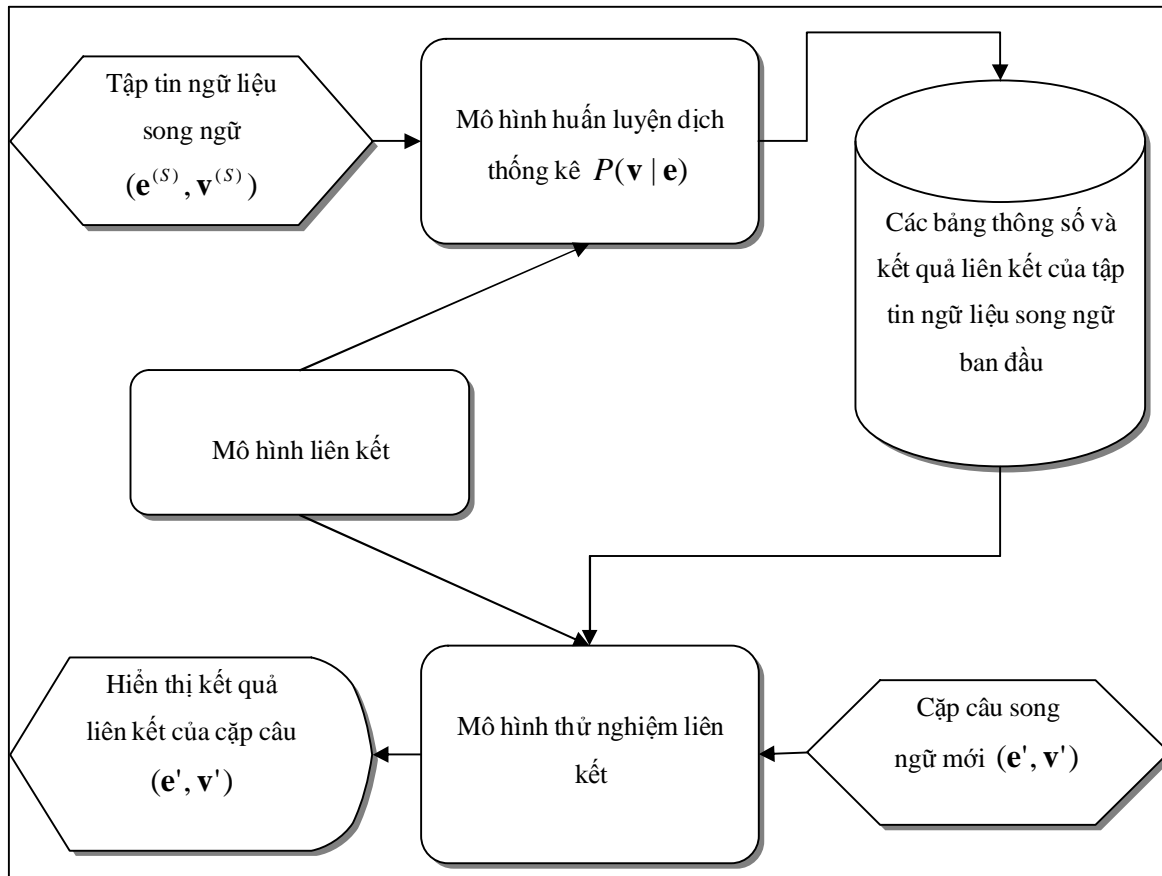 Tập tin ngữ liệu
song ngữ
(e^(S), v^(S))
Mô hình huấn luyện dịch
thống kê P(v | e)
Các bảng thông số và
kết quả liên kết của tập
tin ngữ liệu song ngữ
ban đầu
Mô hình liên kết
Hiển thị kết quả
liên kết của cặp câu
(e', v')
Mô hình thử nghiệm liên
kết
Cặp câu song
ngữ mới (e', v')